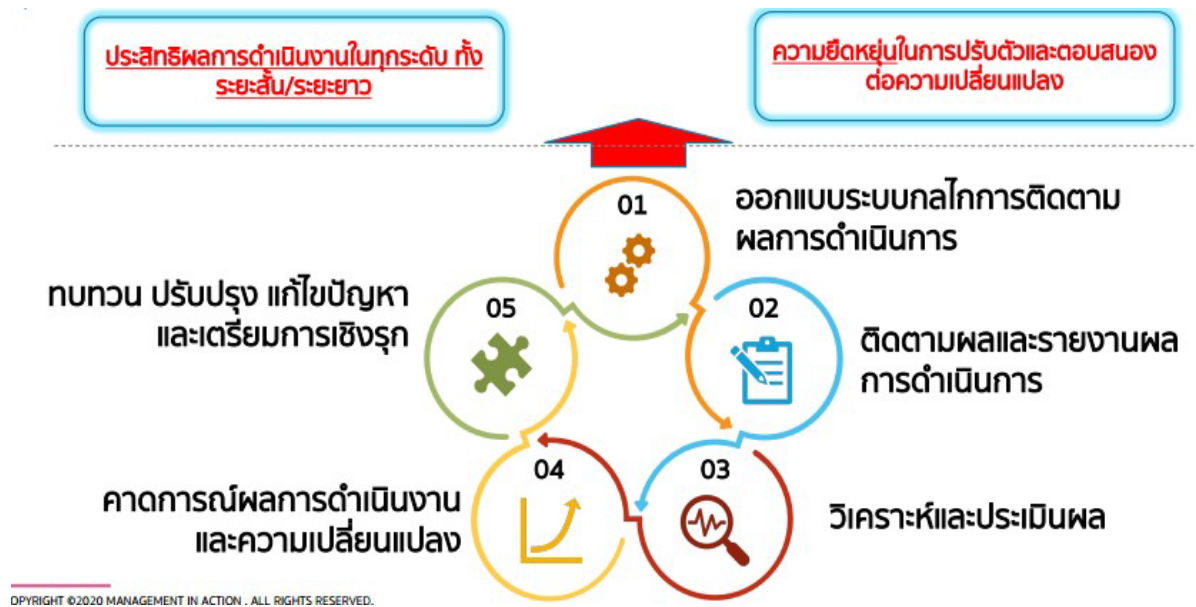 ประสิทธิผลการดำเนินงานในทุกระดับ ทั้ง
ระยะสั้น/ระยะยาว
ความยืดหยุ่นในการปรับตัวและตอบสนอง
ต่อความเปลี่ยนแปลง
01
ออกแบบระบบกลไกการติดตาม
ผลการดำเนินการ
02
ติดตามผลและรายงานผล
การดำเนินการ
03
วิเคราะห์และประเมินผล
04
คาดการณ์ผลการดำเนินงาน
และความเปลี่ยนแปลง
05
ทบทวน ปรับปรุง แก้ไขปัญหา
และเตรียมการเชิงรุก
OPYRIGHT ©2020 MANAGEMENT IN ACTION . ALL RIGHTS RESERVED.